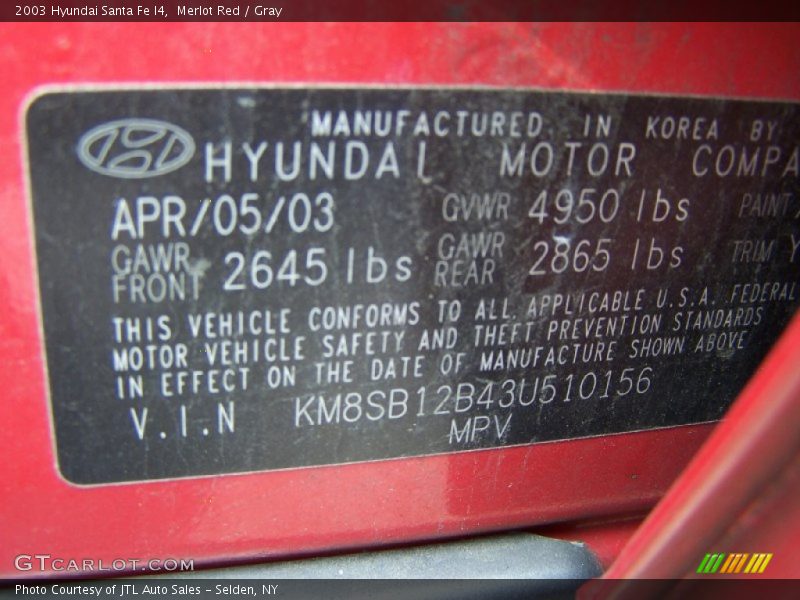 2003 Hyundai Santa Fe I4,  Merlot Red / Gray
MANUFACTURED IN KOREA BY
HYUNDAI MOTOR COMPA
APR/05/03 GVWR 4950 lbs PAINT
GAWR FRONT 2645 lbs GAWR REAR 2865 lbs TRIM Y
THIS VEHICLE CONFORMS TO ALL APPLICABLE U.S.A. FEDERAL
MOTOR VEHICLE SAFETY AND THEFT PREVENTION STANDARDS
IN EFFECT ON THE DATE OF MANUFACTURE SHOWN ABOVE
V.I.N KM8SB12B43U510156
MPV
GTCARLOT.COM
Photo Courtesy of JTL Auto Sales - Selden, NY